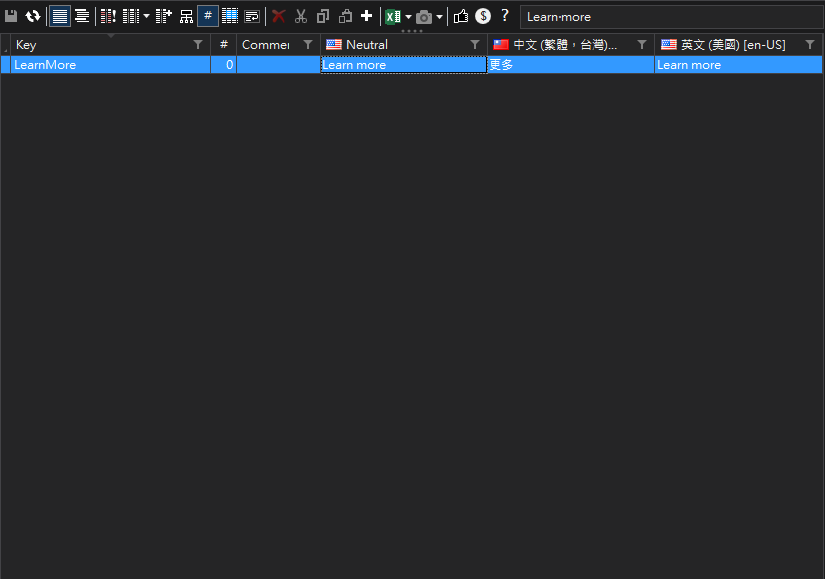 # $ ? Learn·more
Key # Commer Neutral 中文 (繁體，台灣)... 英文 (美國) [en-US]
LearnMore 0 Learn more 更多 Learn more